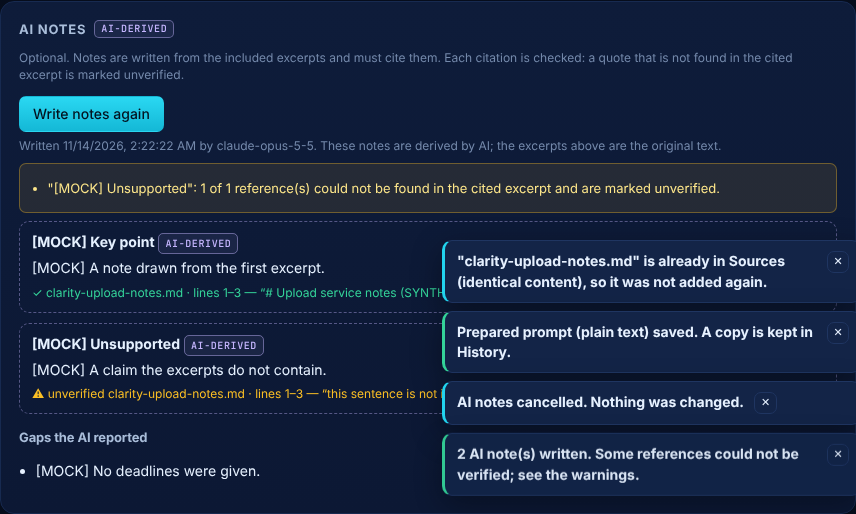 AI NOTES AI-DERIVED
Optional. Notes are written from the included excerpts and must cite them. Each citation is checked: a quote that is not found in the cited
excerpt is marked unverified.
Write notes again
Written 11/14/2026, 2:22:22 AM by claude-opus-5-5. These notes are derived by AI; the excerpts above are the original text.
• "[MOCK] Unsupported": 1 of 1 reference(s) could not be found in the cited excerpt and are marked unverified.
[MOCK] Key point AI-DERIVED
[MOCK] A note drawn from the first excerpt.
✓ clarity-upload-notes.md · lines 1–3 — “# Upload service notes (SYNTH
[MOCK] Unsupported AI-DERIVED
[MOCK] A claim the excerpts do not contain.
⚠ unverified clarity-upload-notes.md · lines 1–3 — “this sentence is not
Gaps the AI reported
• [MOCK] No deadlines were given.
"clarity-upload-notes.md" is already in Sources
(identical content), so it was not added again.
✕
Prepared prompt (plain text) saved. A copy is kept in
History.
✕
AI notes cancelled. Nothing was changed. ✕
2 AI note(s) written. Some references could not be
verified; see the warnings.
✕